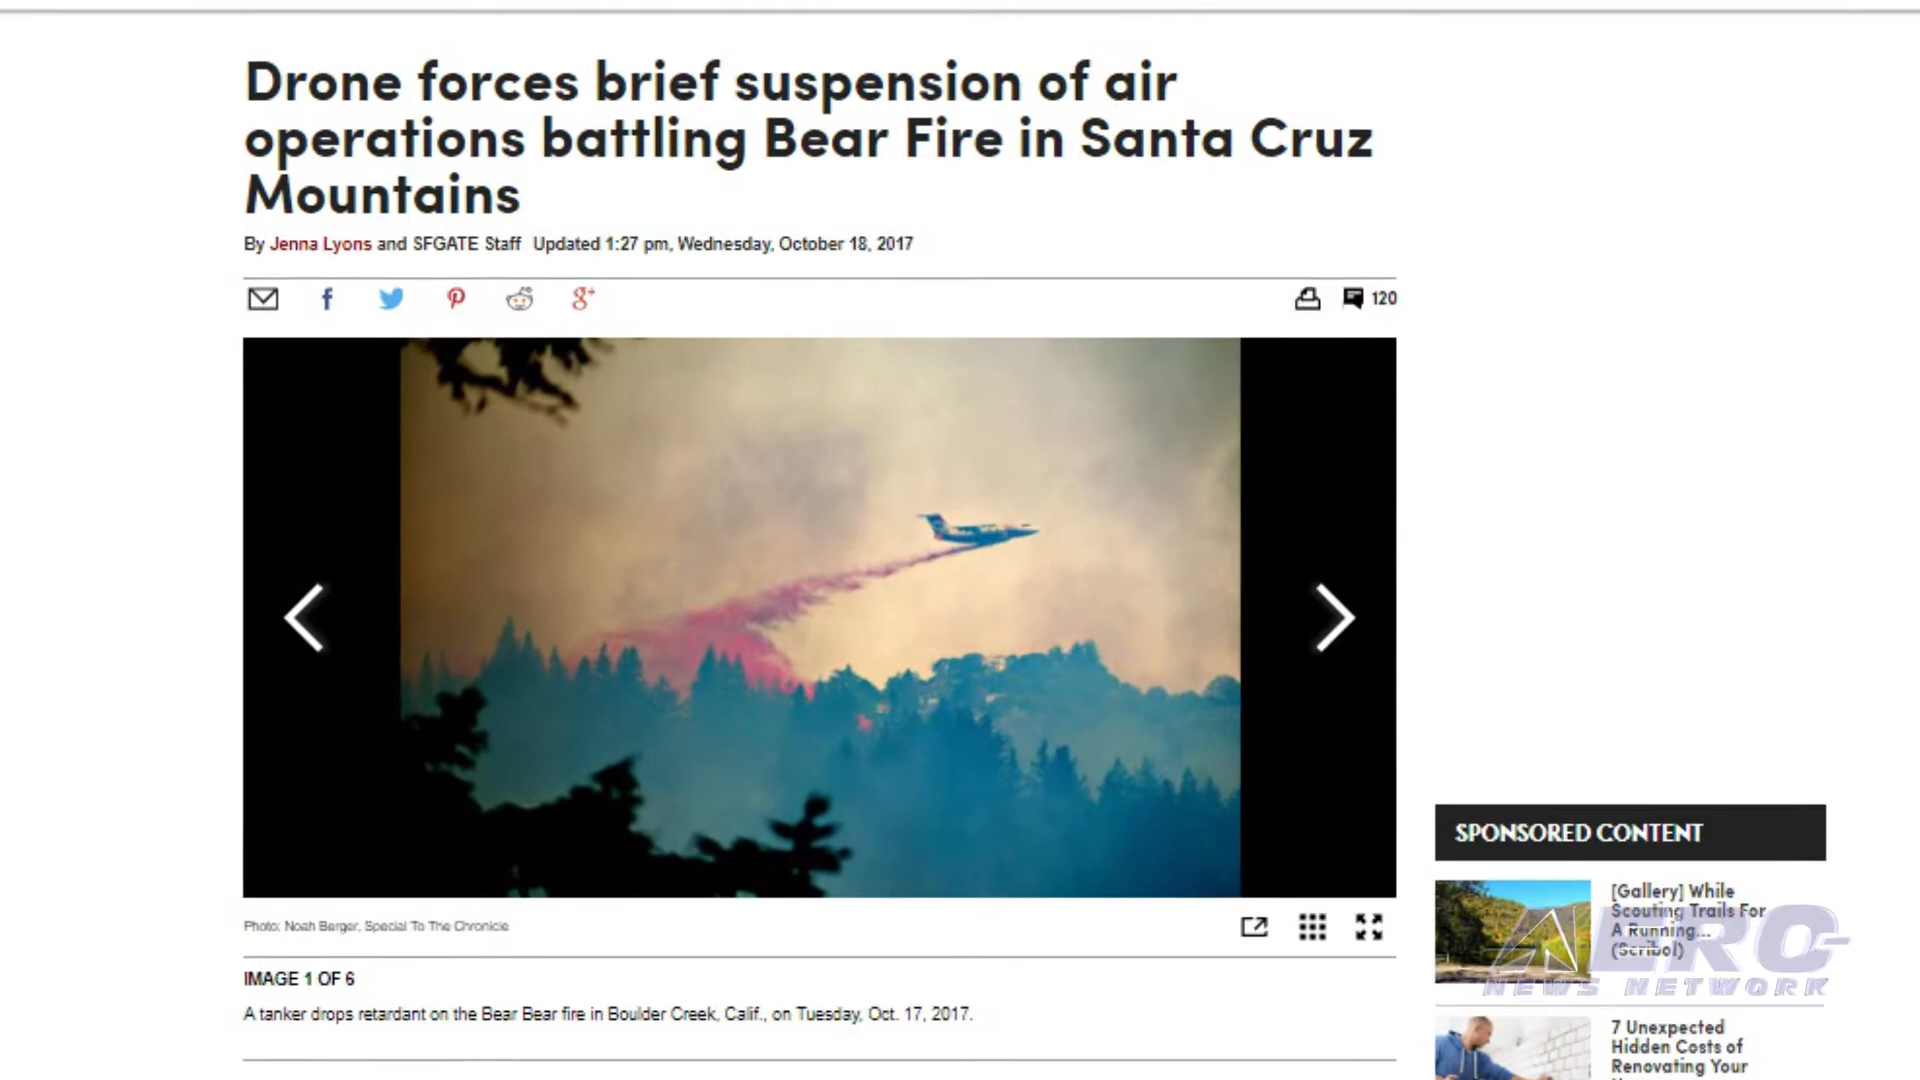 Drone forces brief suspension of air
operations battling Bear Fire in Santa Cruz
Mountains
By Jenna Lyons and SFGATE Staff Updated 1:27 pm, Wednesday, October 18, 2017
120
Photo: Noah Berger, Special To The Chronicle
IMAGE 1 OF 6
A tanker drops retardant on the Bear Bear fire in Boulder Creek, Calif., on Tuesday, Oct. 17, 2017.
SPONSORED CONTENT
[Gallery] While
Scouting Trails For
A Running...
(Scribol)
AERO-
NEWS NETWORK
7 Unexpected
Hidden Costs of
Renovating Your